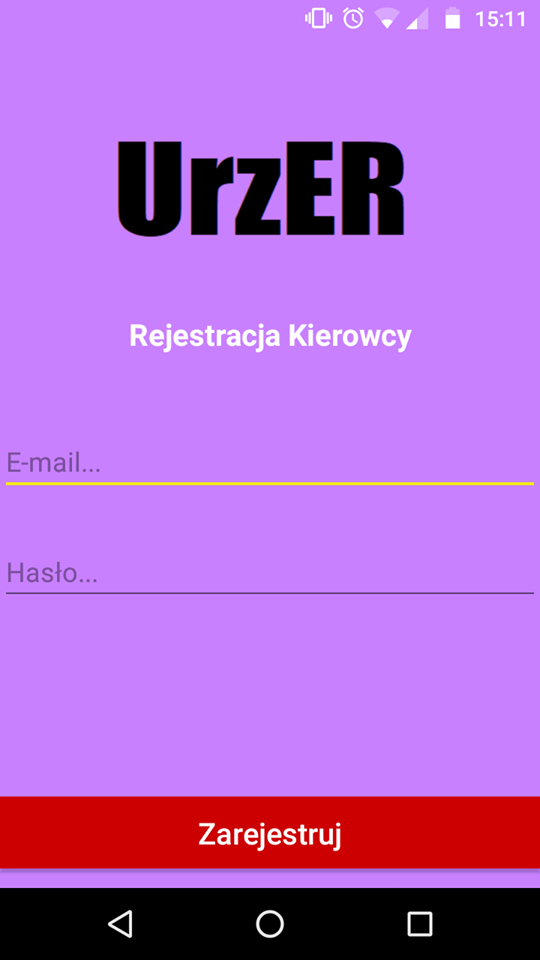 15:11
UrzER
Rejestracja Kierowcy
E-mail...
Hasło...
Zarejestruj